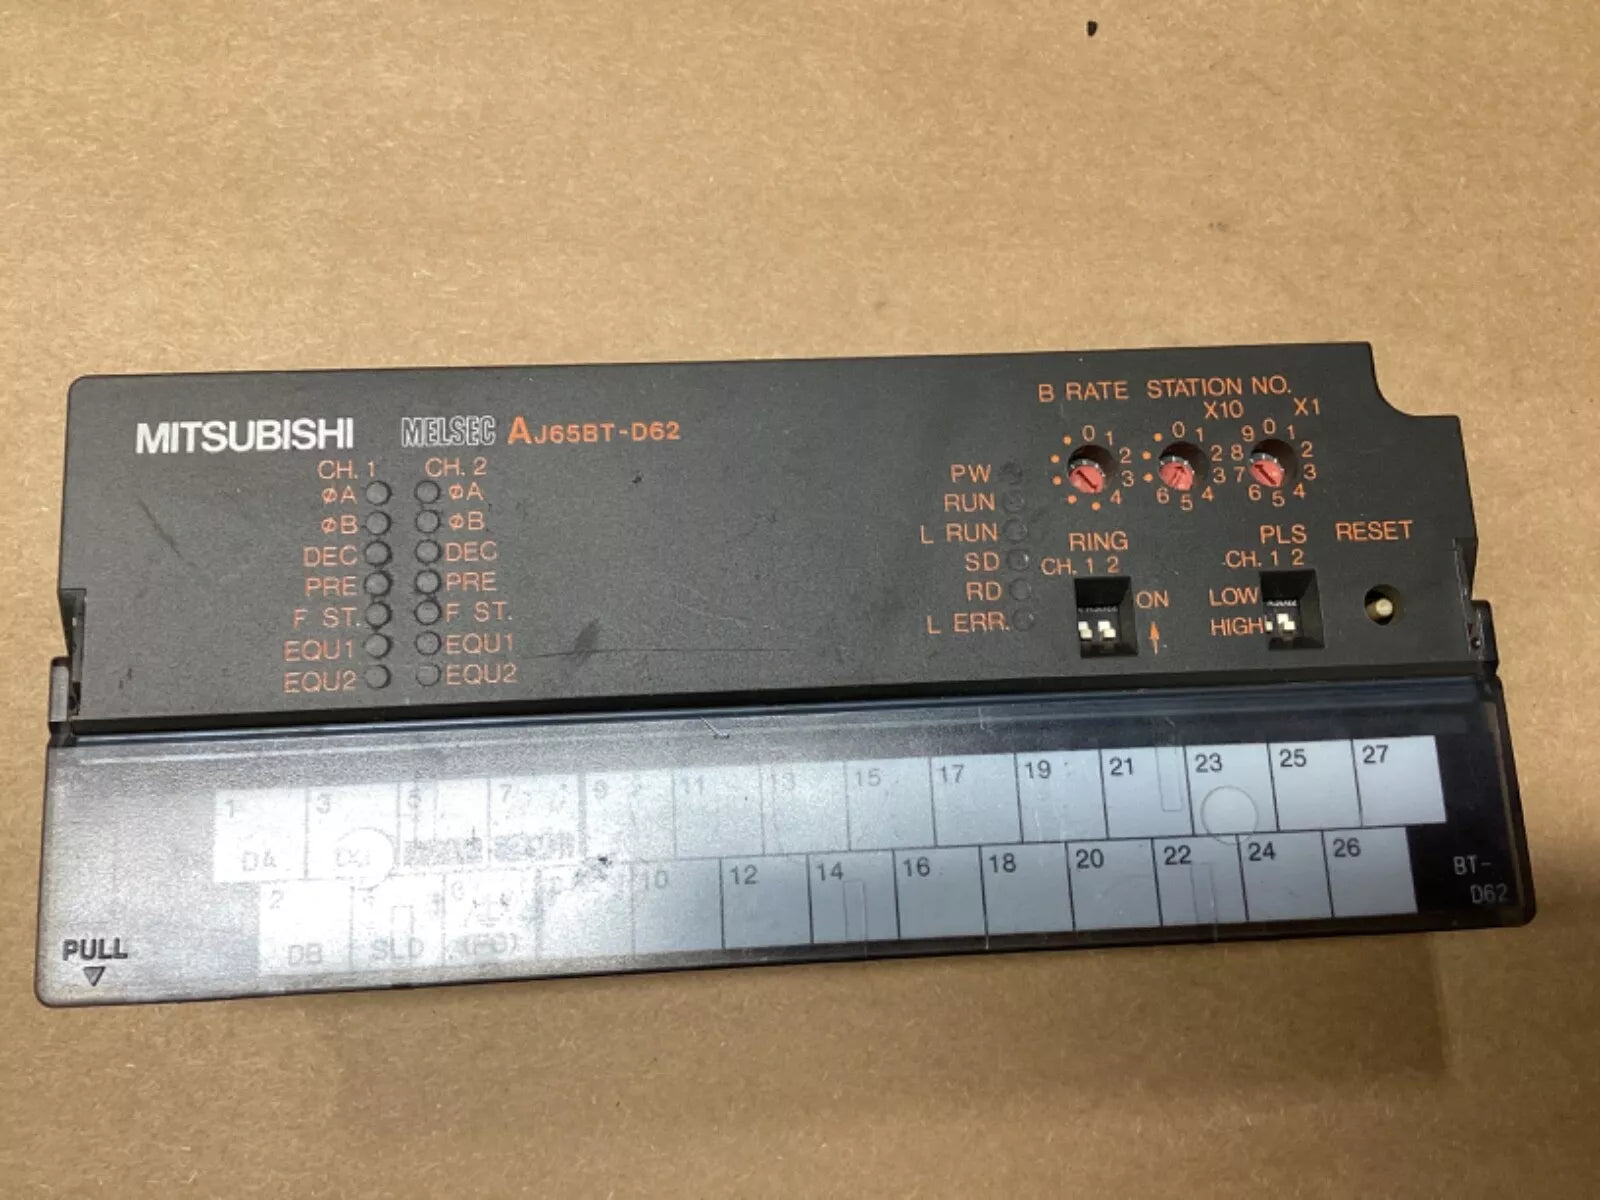 MITSUBISHI MELSEC AJ65BT-D62
B RATE STATION NO.
X10 X1
0 1 2 3 4
0 1 2 3 4 5 6
0 1 2 3 4 5 6 7 8 9
CH. 1 CH. 2
φA φA
φB φB
DEC DEC
PRE PRE
F ST. F ST.
EQU1 EQU1
EQU2 EQU2
PW
RUN
L RUN
SD
RD
L ERR.
RING
CH. 1 2
ON
PLS
CH. 1 2
LOW
HIGH
RESET
1 3 5 7 9 11 13 15 17 19 21 23 25 27
DA DG
2 10 12 14 16 18 20 22 24 26
DB SLD (FG)
BT-
D62
PULL